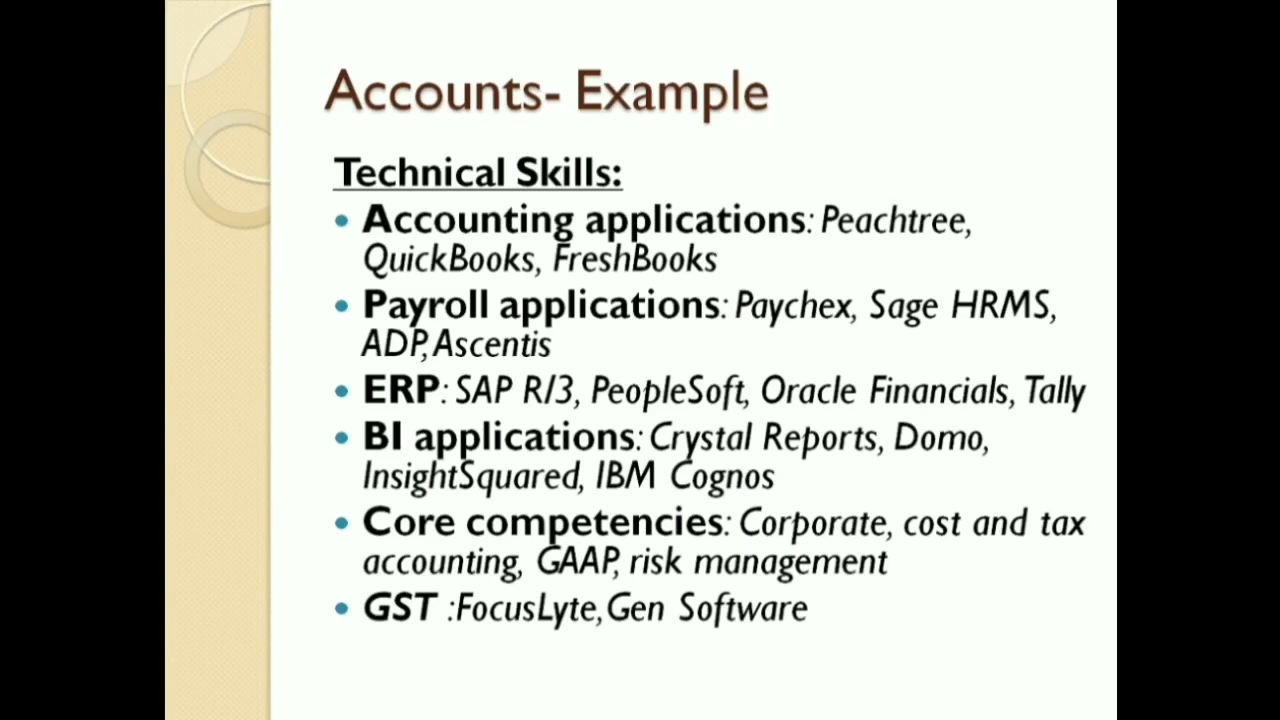 Accounts- Example
Technical Skills:
• Accounting applications: Peachtree,
QuickBooks, FreshBooks
• Payroll applications: Paychex, Sage HRMS,
ADP, Ascentis
• ERP: SAP R/3, PeopleSoft, Oracle Financials, Tally
• BI applications: Crystal Reports, Domo,
InsightSquared, IBM Cognos
• Core competencies: Corporate, cost and tax
accounting, GAAP, risk management
• GST :FocusLyte,Gen Software